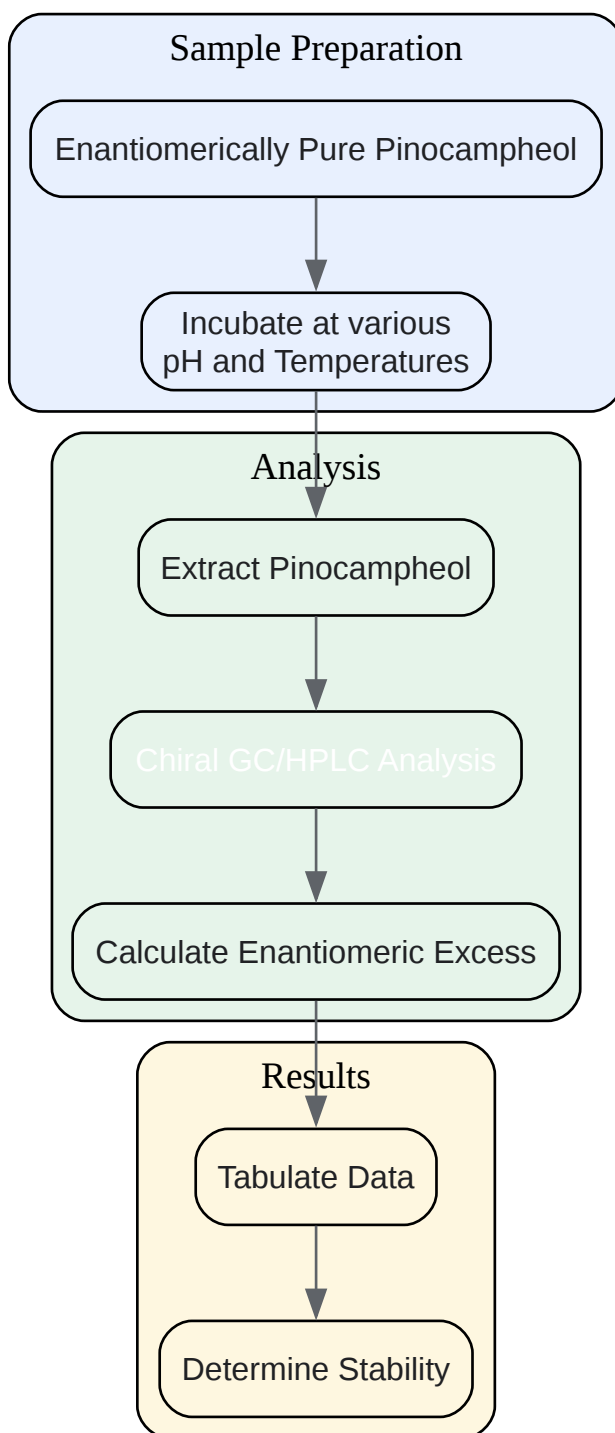 Sample Preparation
Enantiomerically Pure Pinocampheol
Incubate at various
pH and Temperatures
Analysis
Extract Pinocampheol
Chiral GC/HPLC Analysis
Calculate Enantiomeric Excess
Results
Tabulate Data
Determine Stability